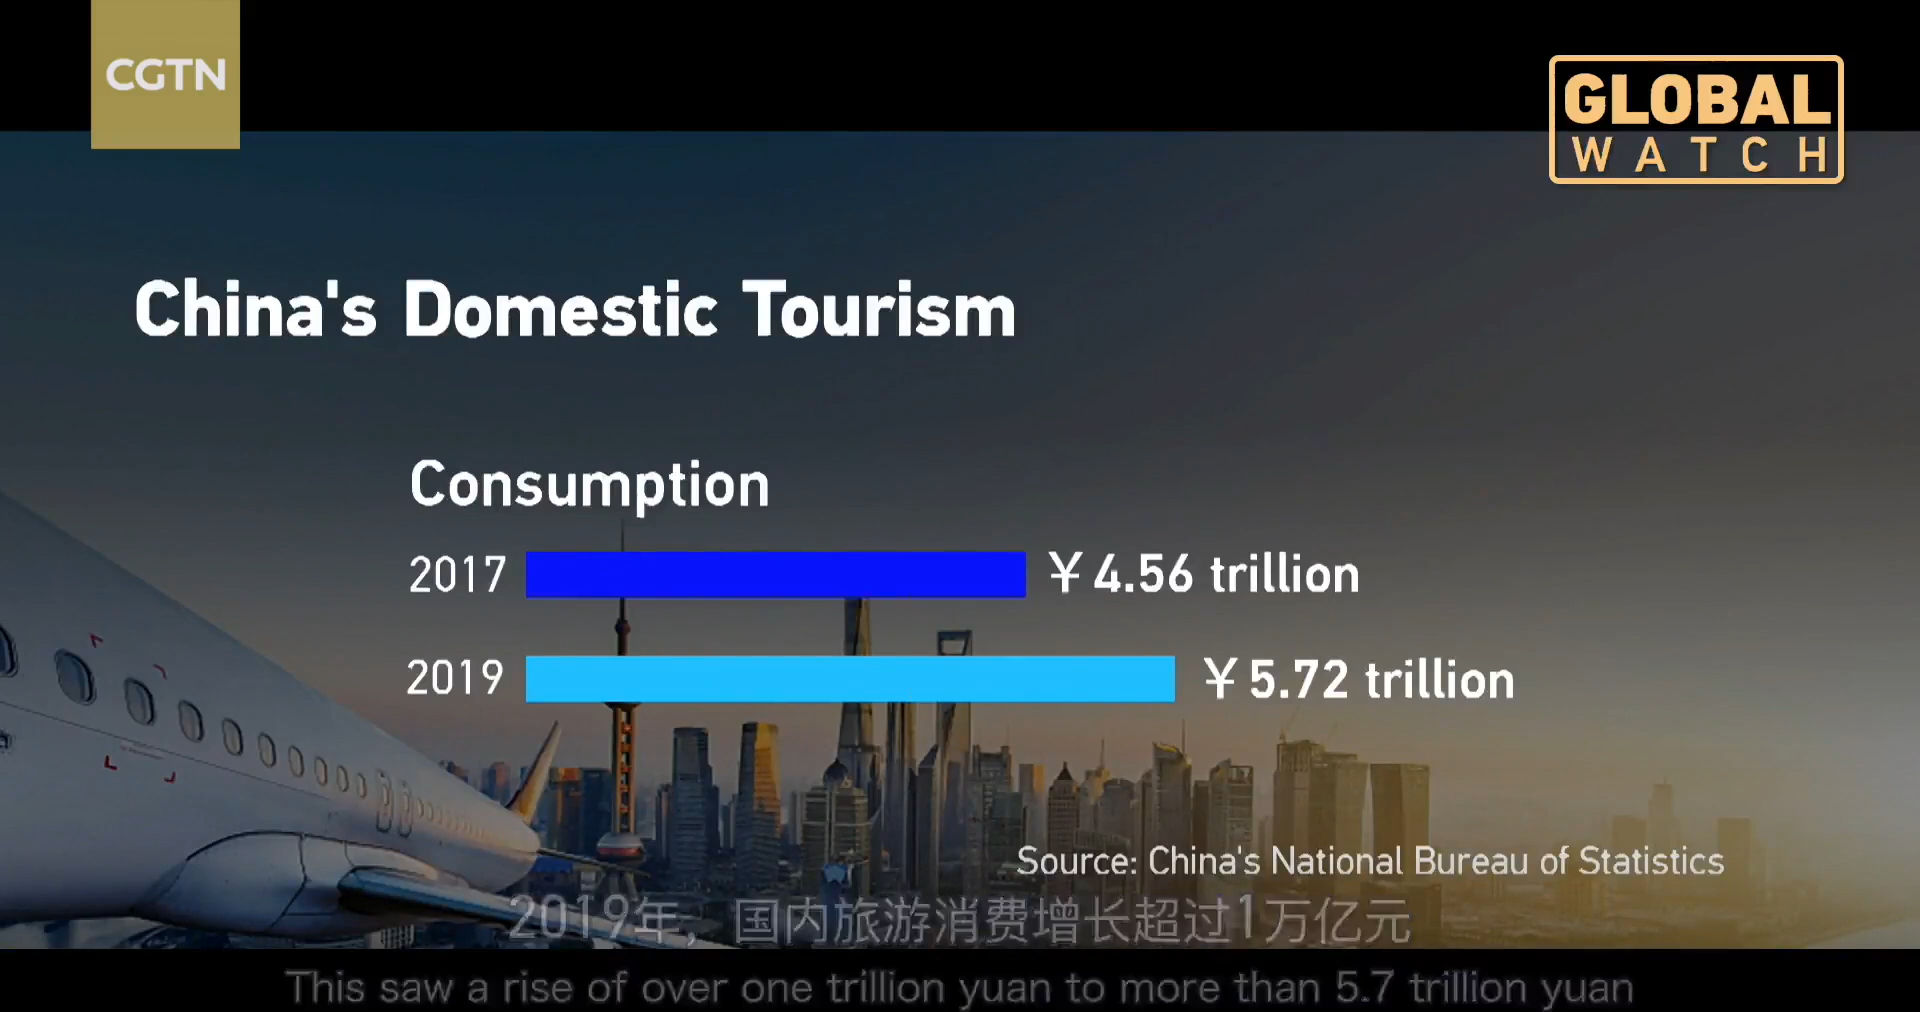 CGTN
GLOBAL
WATCH
China's Domestic Tourism
Consumption
2017 ¥4.56 trillion
2019 ¥5.72 trillion
Source: China's National Bureau of Statistics
2019年，国内旅游消费增长超过1万亿元
This saw a rise of over one trillion yuan to more than 5.7 trillion yuan